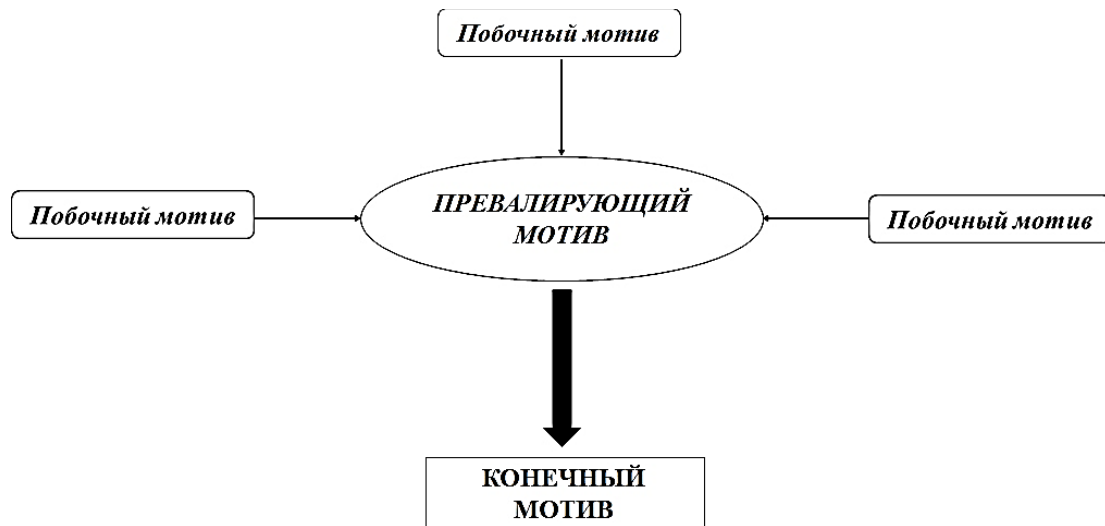 Побочный мотив
ПРЕВАЛИРУЮЩИЙ
МОТИВ
Побочный мотив
Побочный мотив
КОНЕЧНЫЙ
МОТИВ